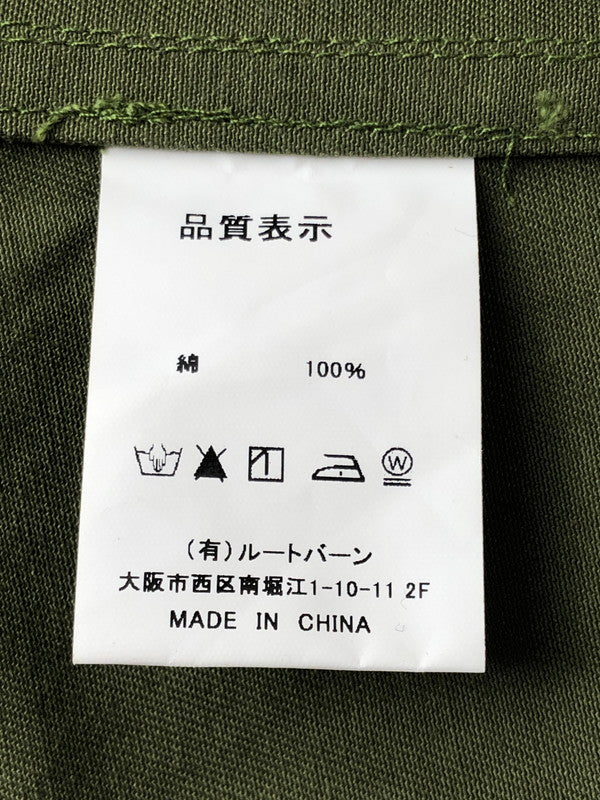 品質表示
綿 100%
W
(有)ルートバーン
大阪市西区南堀江1-10-11 2F
MADE IN CHINA